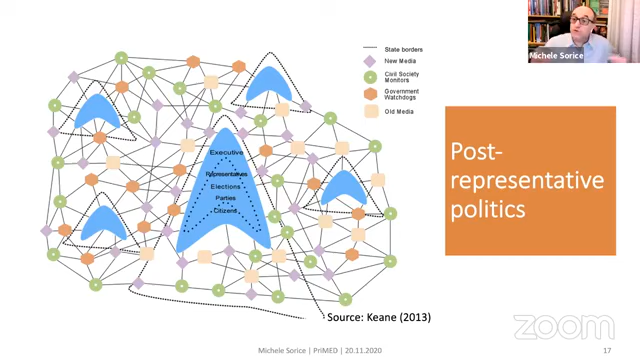 Michele Sorice
State borders
New Media
Civil Society
Monitors
Government
Watchdogs
Old Media
Executive
Representatives
Elections
Parties
Citizens
Post-
representative
politics
Source: Keane (2013)
zoom
Michele Sorice | PriMED | 20.11.2020
17